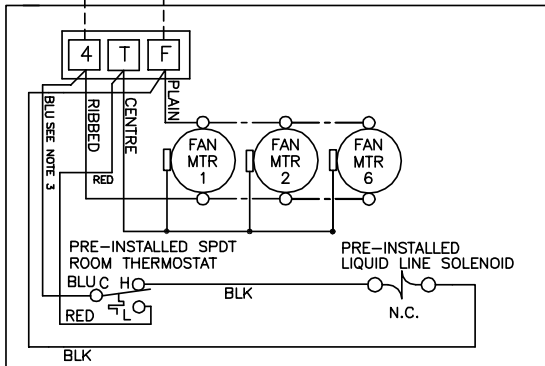 4 T F
BLU SEE NOTE 3
RIBBED
RED
CENTRE
PLAIN
FAN
MTR
1
FAN
MTR
2
FAN
MTR
6
PRE-INSTALLED SPDT
ROOM THERMOSTAT
PRE-INSTALLED
LIQUID LINE SOLENOID
BLU C H
BLK
N.C.
RED L
BLK